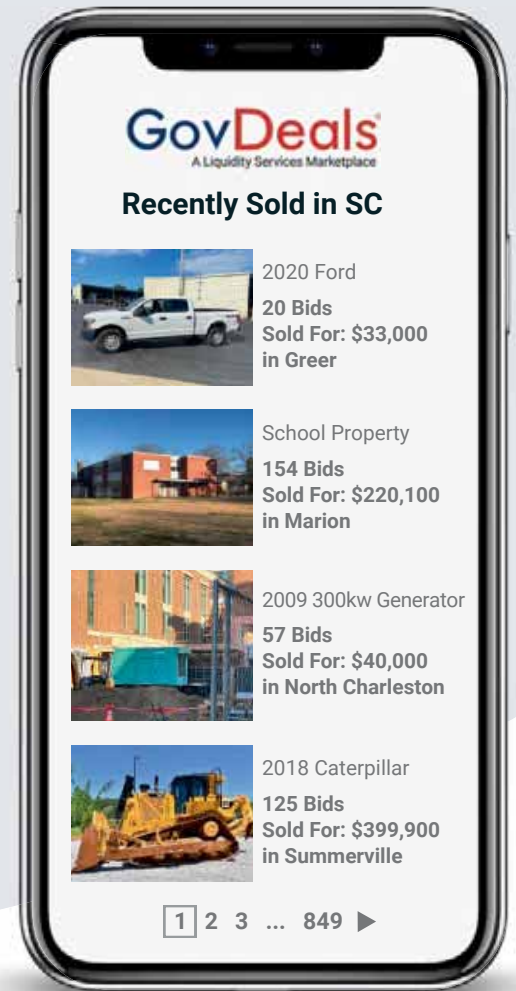 GovDeals®
A Liquidity Services Marketplace
Recently Sold in SC
2020 Ford
20 Bids
Sold For: $33,000
in Greer
School Property
154 Bids
Sold For: $220,100
in Marion
2009 300kw Generator
57 Bids
Sold For: $40,000
in North Charleston
2018 Caterpillar
125 Bids
Sold For: $399,900
in Summerville
1 2 3 ... 849